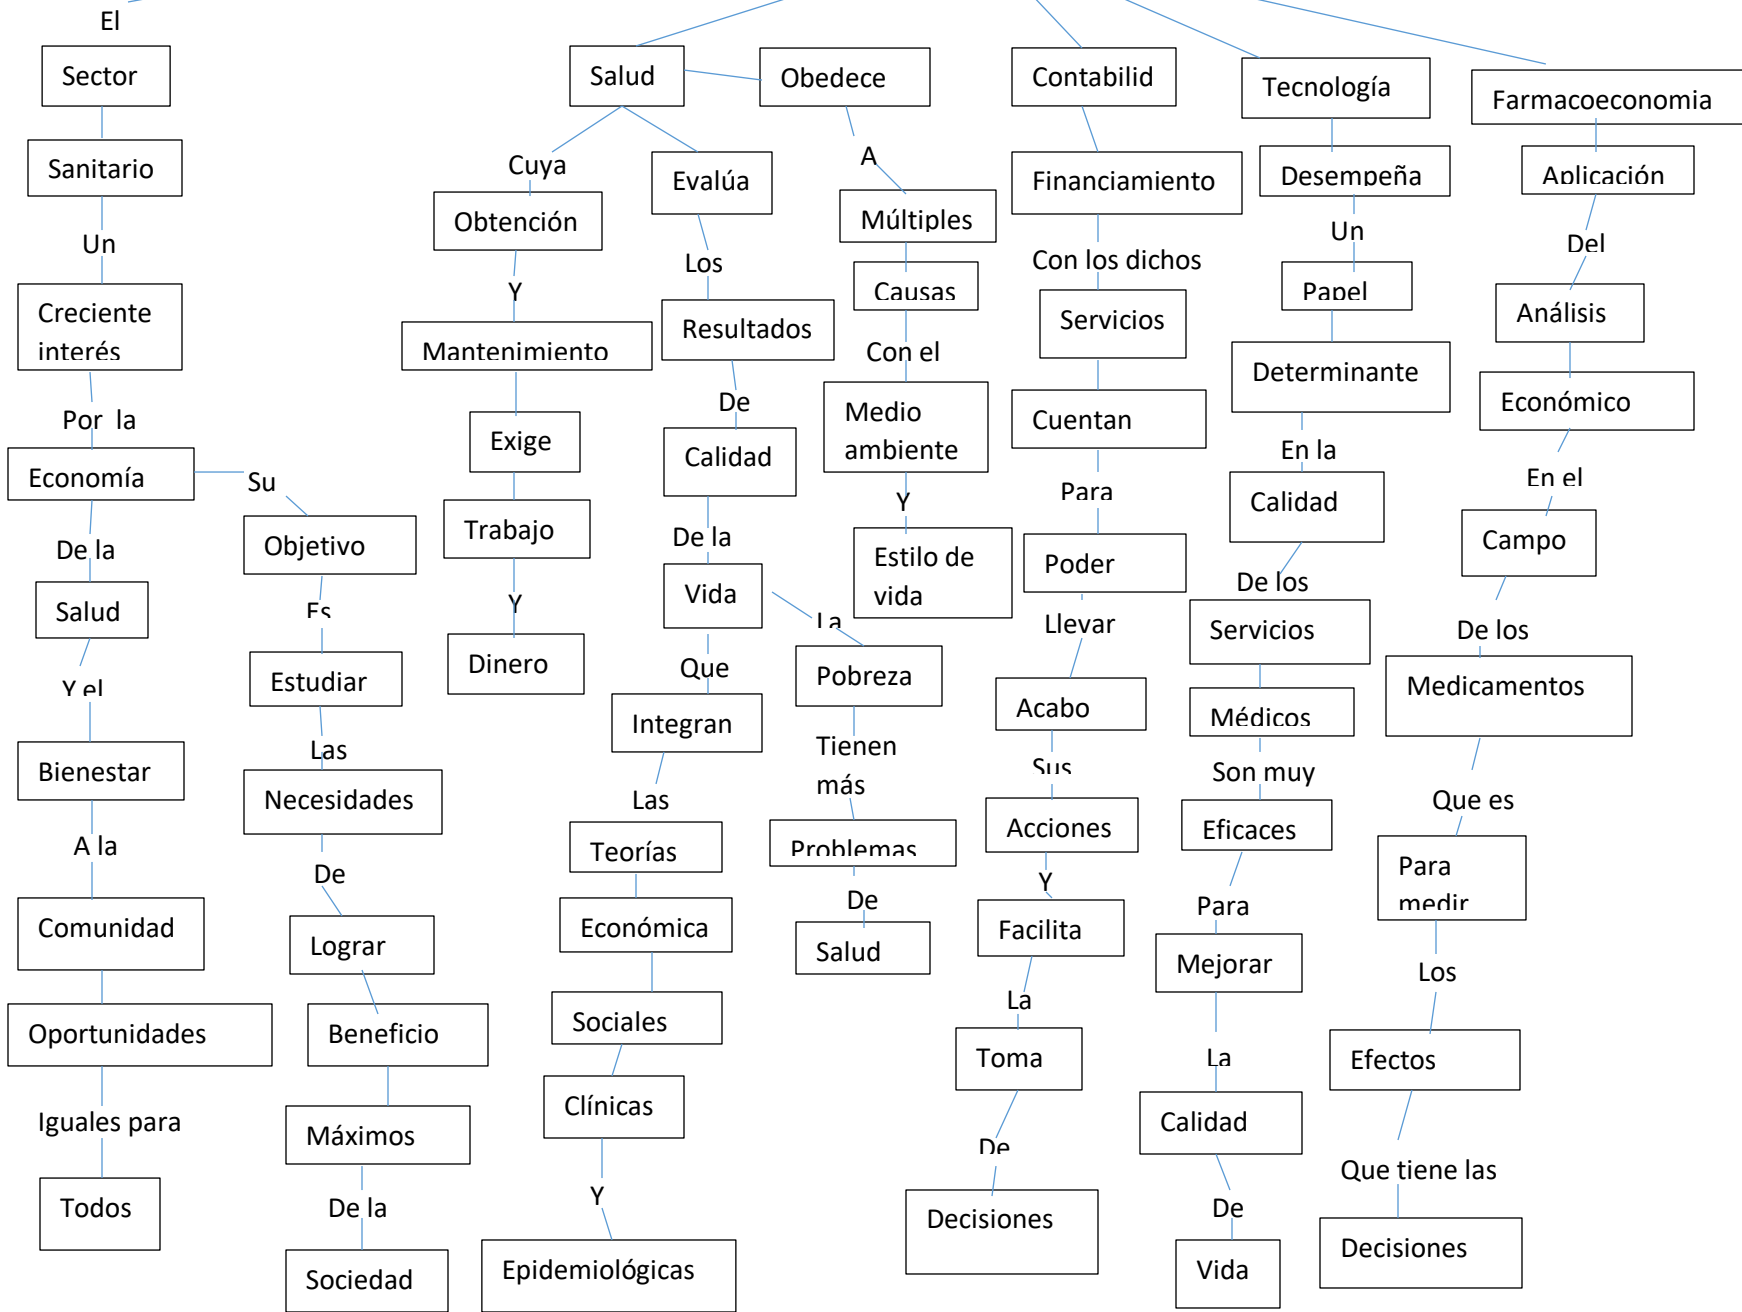 El
Sector
Sanitario
Un
Creciente
interés
Por la
Economía
De la
Salud
Y el
Bienestar
A la
Comunidad
Oportunidades
Iguales para
Todos
Su
Objetivo
Es
Estudiar
Las
Necesidades
De
Lograr
Beneficio
Máximos
De la
Sociedad
Salud
Cuya
Obtención
Y
Mantenimiento
Exige
Trabajo
Y
Dinero
Evalúa
Los
Resultados
De
Calidad
De la
Vida
Que
Integran
Las
Teorías
Económica
Sociales
Clínicas
Y
Epidemiológicas
La
Pobreza
Tienen
más
Problemas
De
Salud
Obedece
A
Múltiples
Causas
Con el
Medio
ambiente
Y
Estilo de
vida
Contabilid
Financiamiento
Con los dichos
Servicios
Cuentan
Para
Poder
Llevar
Acabo
Sus
Acciones
Y
Facilita
La
Toma
De
Decisiones
Tecnología
Desempeña
Un
Papel
Determinante
En la
Calidad
De los
Servicios
Médicos
Son muy
Eficaces
Para
Mejorar
La
Calidad
De
Vida
Farmacoeconomia
Aplicación
Del
Análisis
Económico
En el
Campo
De los
Medicamentos
Que es
Para
medir
Los
Efectos
Que tiene las
Decisiones